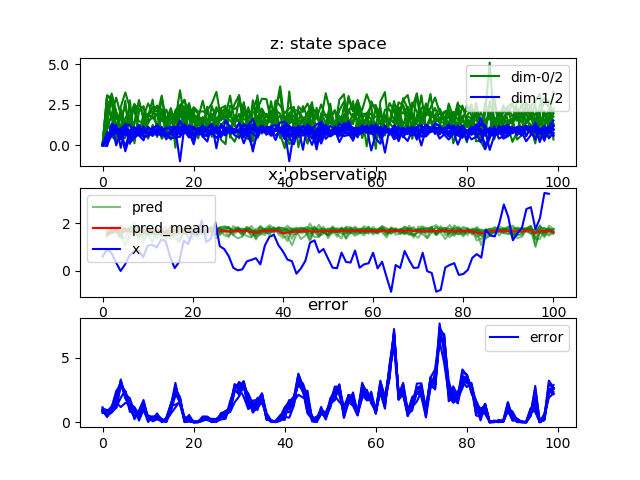 z: state space
5.0
2.5
0.0
dim-0/2
dim-1/2
0 20 40 60 80 100
x: observation
2
0
pred
pred_mean
x
0 20 40 60 80 100
error
5
0
error
0 20 40 60 80 100